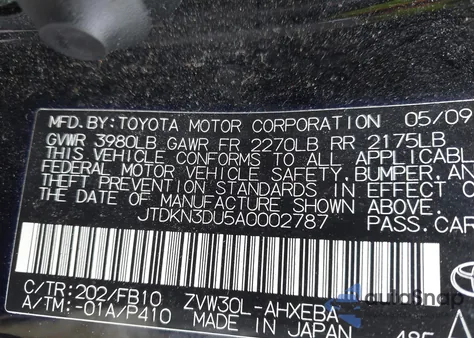 MFD. BY: TOYOTA MOTOR CORPORATION 05/09
GVWR 3980LB GAWR FR 2270LB RR 2175LB
THIS VEHICLE CONFORMS TO ALL APPLICABL
FEDERAL MOTOR VEHICLE SAFETY, BUMPER, AN
THEFT PREVENTION STANDARDS IN EFFECT O
THE DATE OF MANUFACTURE SHOWN ABOVE.
JTDKN3DU5A0002787 PASS.CAR
C/TR:202/FB10 ZVW30L-AHXEBA
A/TM:-01A/P410 MADE IN JAPAN 485
AutoSnap